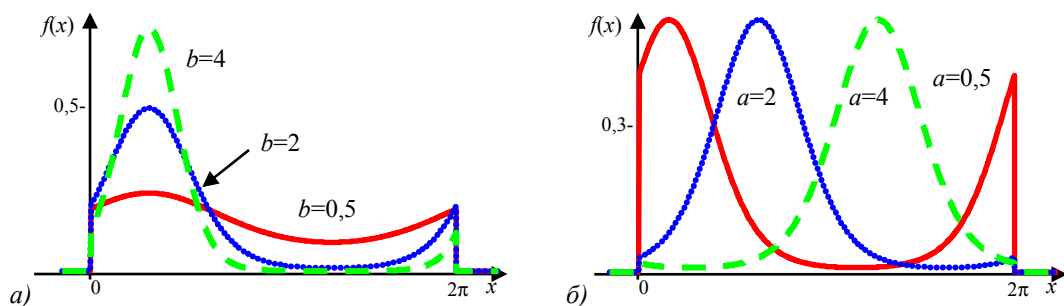 f(x)
b=4
0,5-
b=2
b=0,5
а)
0
2π
x
f(x)
a=0,5
a=2
a=4
0,3-
б)
0
2π
x